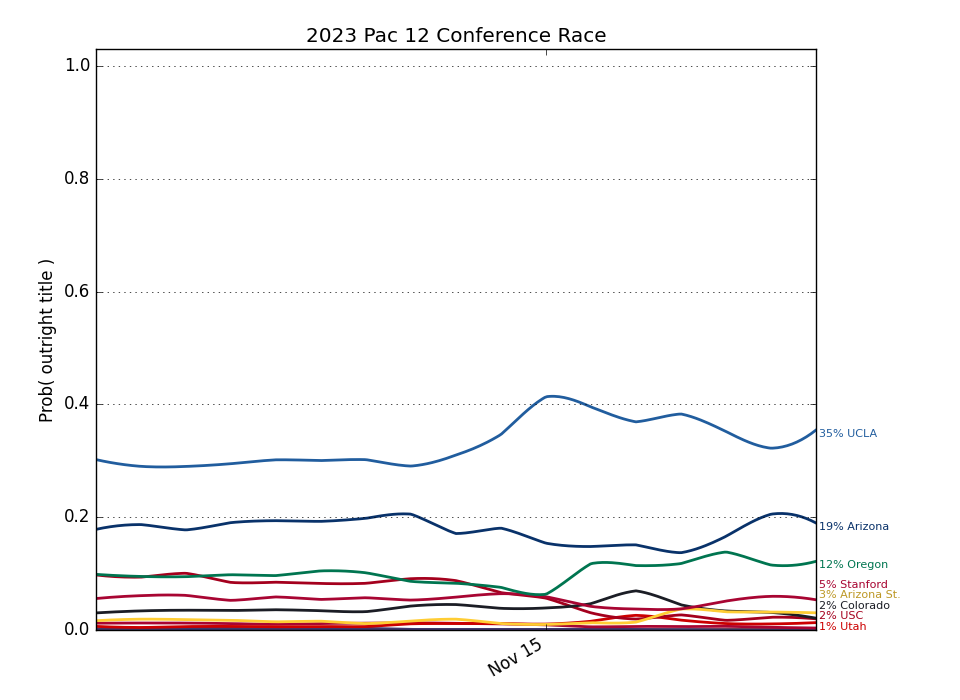 2023 Pac 12 Conference Race
1.0
0.8
0.6
0.4
0.2
0.0
Prob( outright title )
Nov 15
35% UCLA
19% Arizona
12% Oregon
5% Stanford
3% Arizona St.
2% Colorado
2% USC
1% Utah